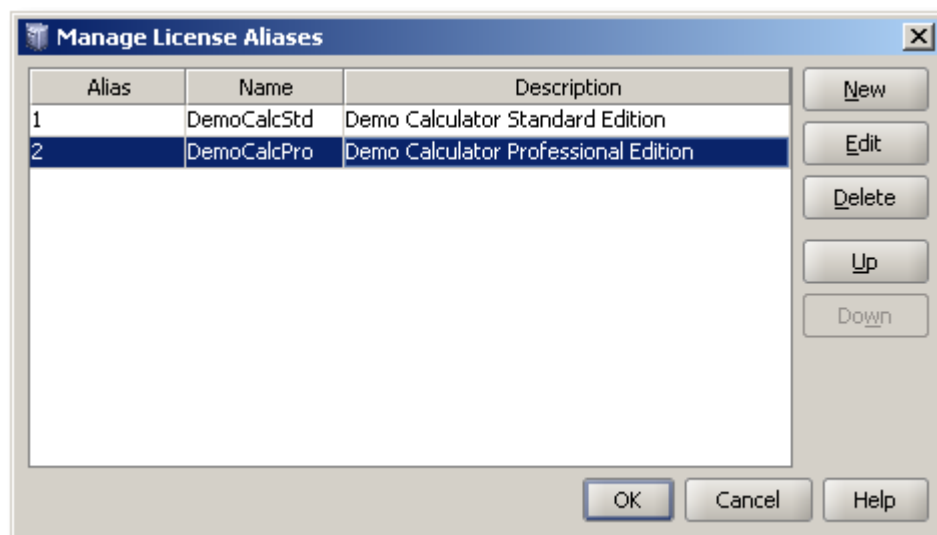 Manage License Aliases
Alias Name Description
1 DemoCalcStd Demo Calculator Standard Edition
2 DemoCalcPro Demo Calculator Professional Edition
New
Edit
Delete
Up
Down
OK Cancel Help